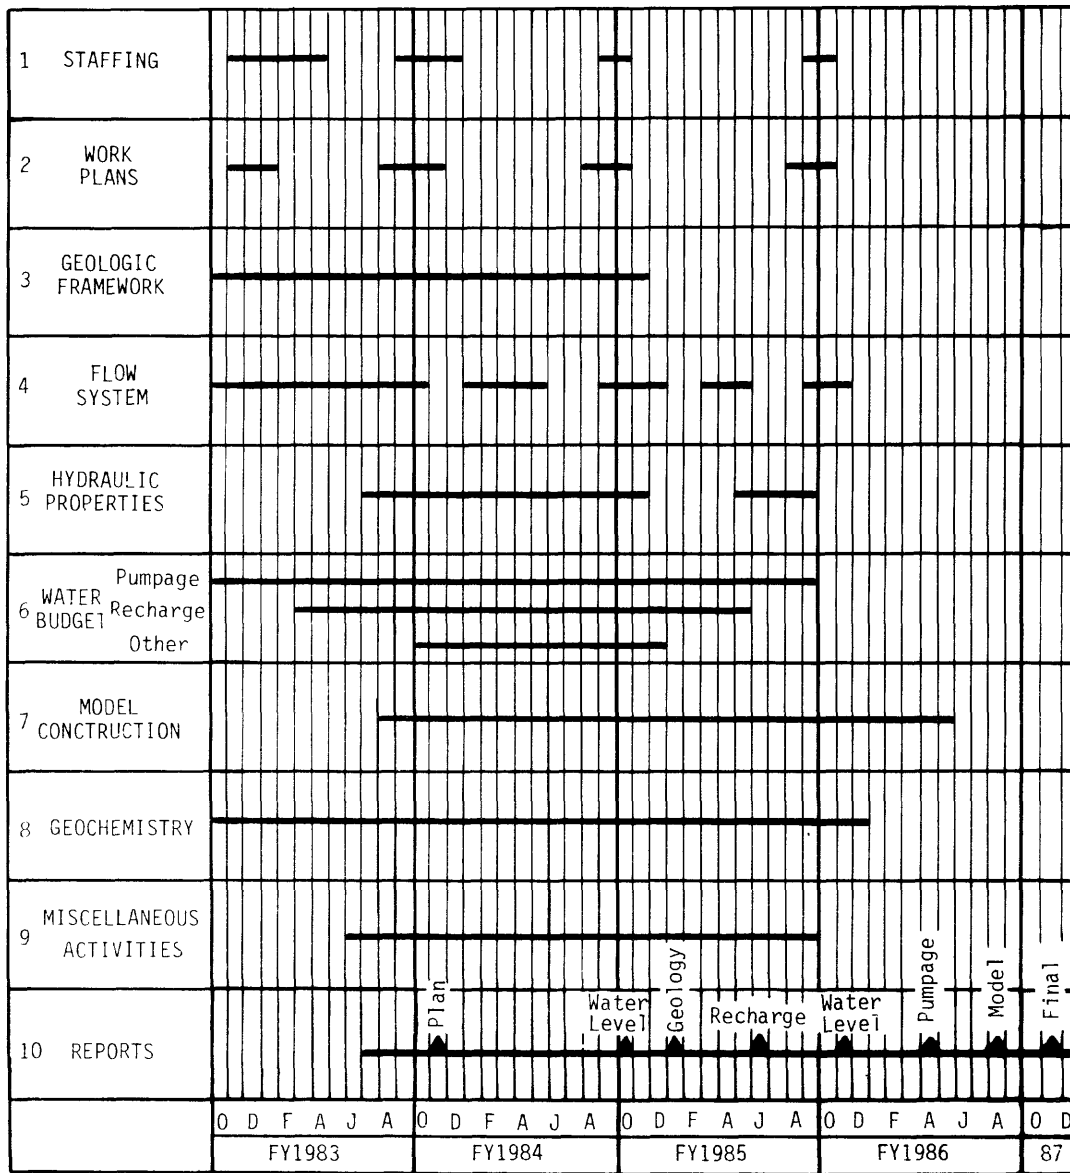 1 STAFFING
2 WORK
PLANS
3 GEOLOGIC
FRAMEWORK
4 FLOW
SYSTEM
5 HYDRAULIC
PROPERTIES
6 WATER
BUDGET
Pumpage
Recharge
Other
7 MODEL
CONCTRUCTION
8 GEOCHEMISTRY
9 MISCELLANEOUS
ACTIVITIES
10 REPORTS
Plan
Water
Level
Geology
Recharge
Water
Level
Pumpage
Model
Final
O D F A J A O D F A J A O D F A J A O D F A J A O D
FY1983 FY1984 FY1985 FY1986 87